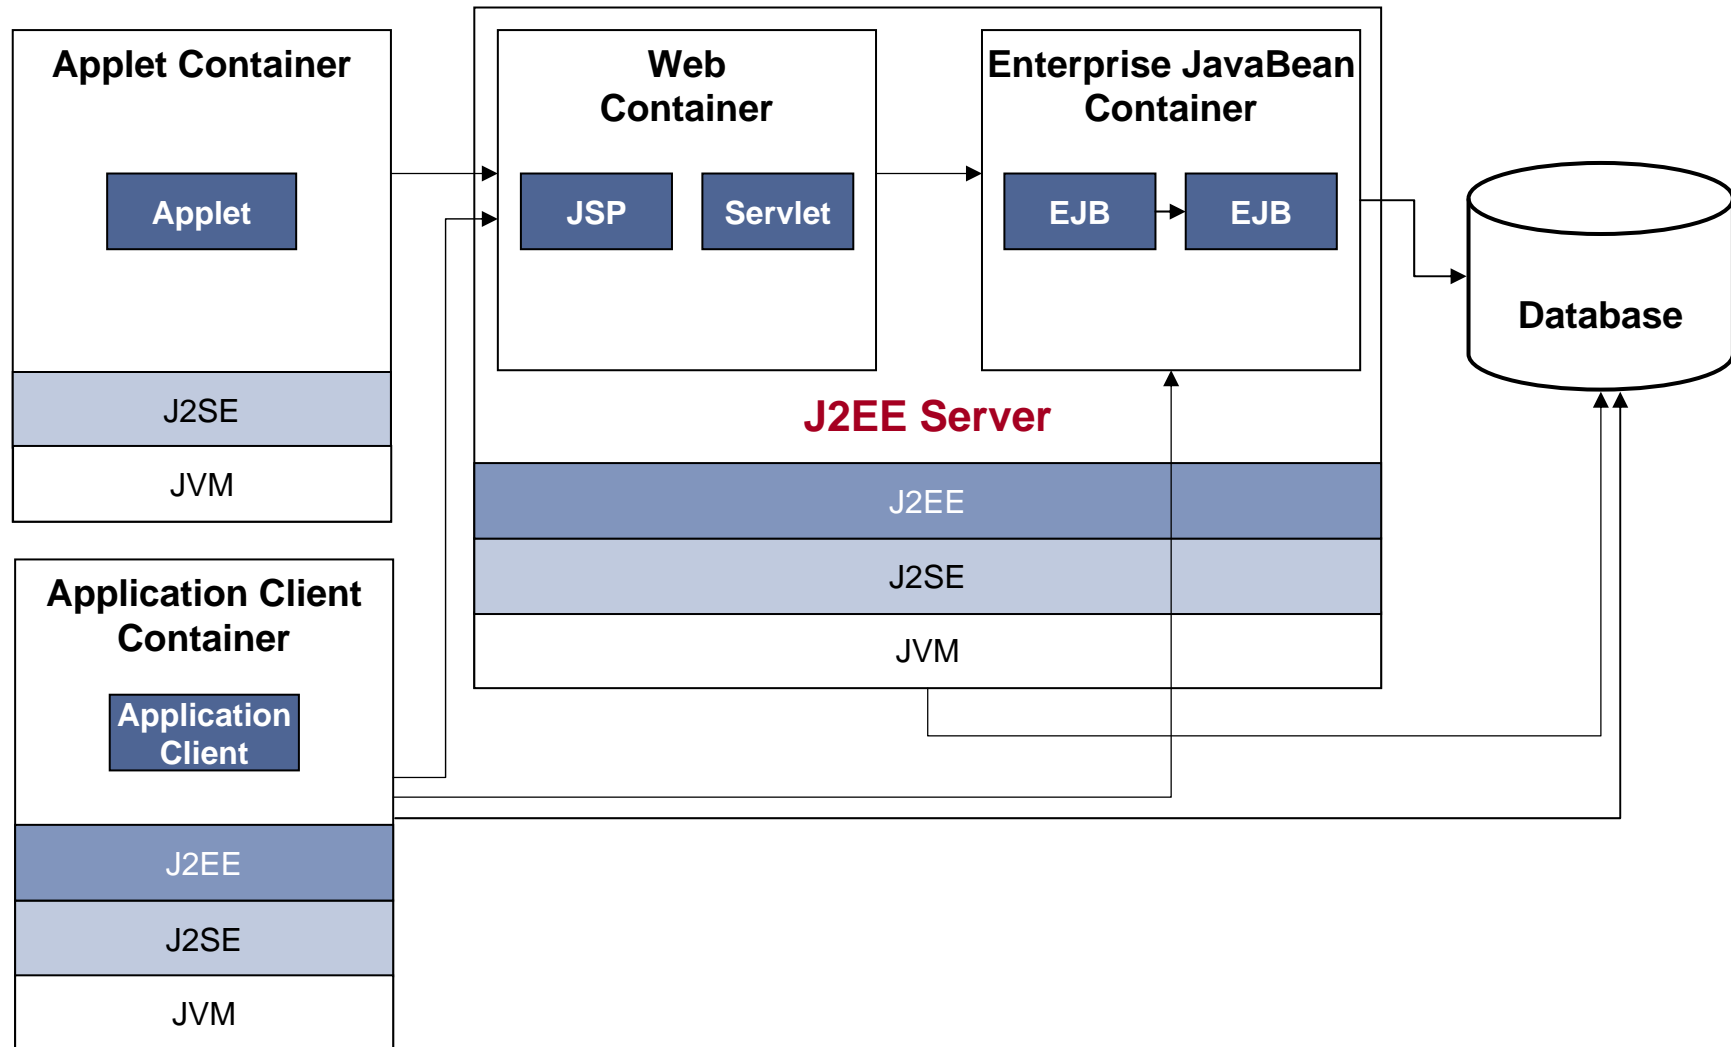 Applet Container
Applet
J2SE
JVM
Application Client
Container
Application
Client
J2EE
J2SE
JVM
Web
Container
JSP
Servlet
Enterprise JavaBean
Container
EJB
EJB
J2EE Server
J2EE
J2SE
JVM
Database